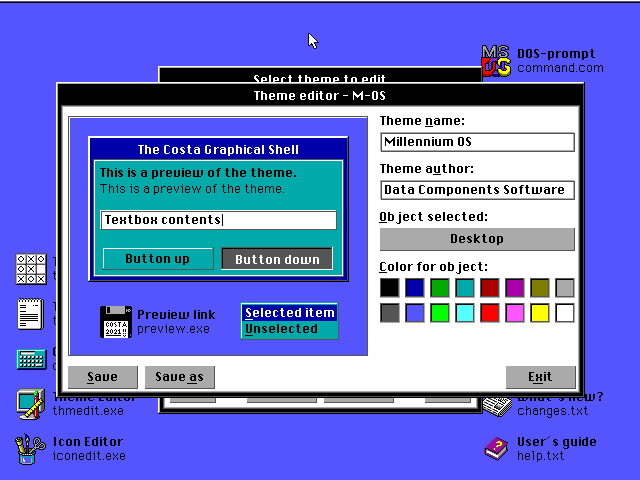 MS
DOS
DOS-prompt
command.com
Select theme to edit
Theme editor - M-OS
Theme name:
Millennium OS
Theme author:
Data Components Software
Object selected:
Desktop
Color for object:
The Costa Graphical Shell
This is a preview of the theme.
This is a preview of the theme.
Textbox contents
Button up
Button down
COSTA
2021!!
Preview link
preview.exe
Selected item
Unselected
Save
Save as
Exit
Theme Editor
thmedit.exe
What's new?
changes.txt
Icon Editor
iconedit.exe
User's guide
help.txt